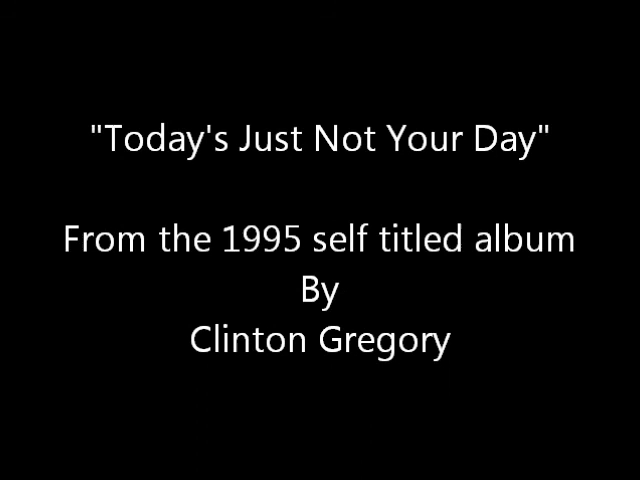 "Today's Just Not Your Day"
From the 1995 self titled album
By
Clinton Gregory